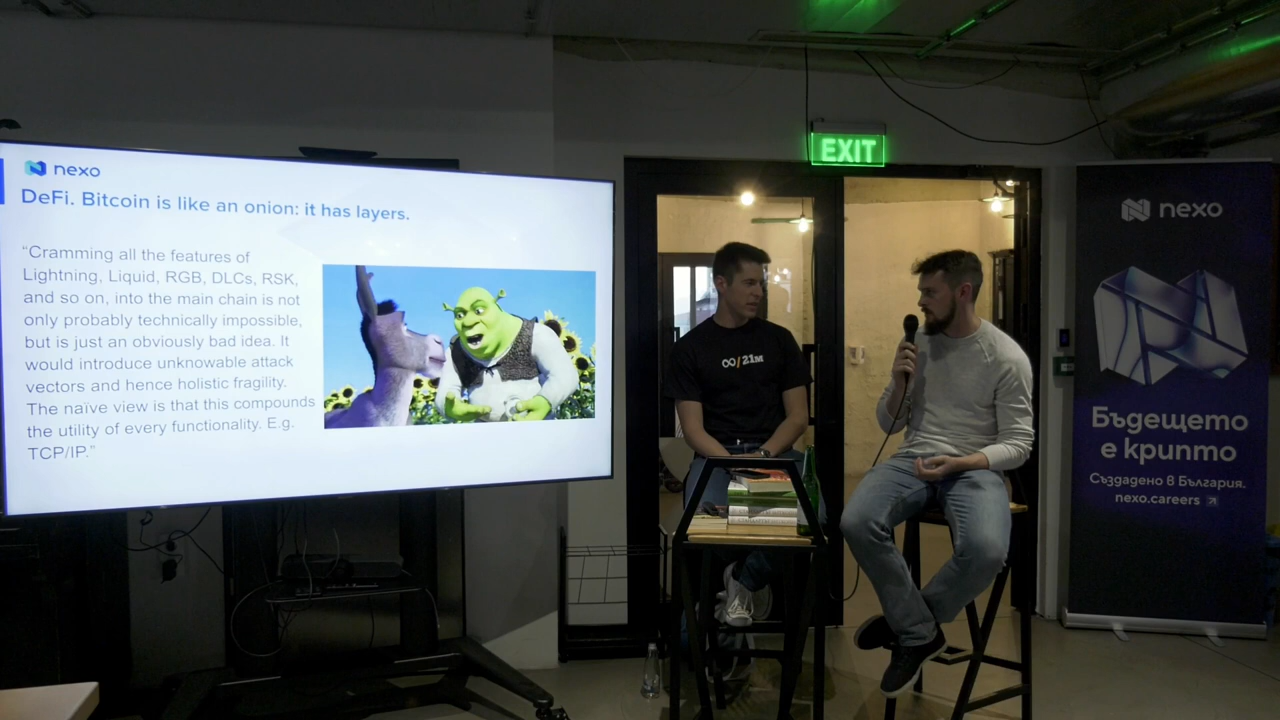 nexo
DeFi. Bitcoin is like an onion: it has layers.
“Cramming all the features of
Lightning, Liquid, RGB, DLCs, RSK,
and so on, into the main chain is not
only probably technically impossible,
but is just an obviously bad idea. It
would introduce unknowable attack
vectors and hence holistic fragility.
The naïve view is that this compounds
the utility of every functionality. E.g.
TCP/IP.”
EXIT
∞/21M
nexo
Бъдещето
е крипто
Създадено в България.
nexo.careers